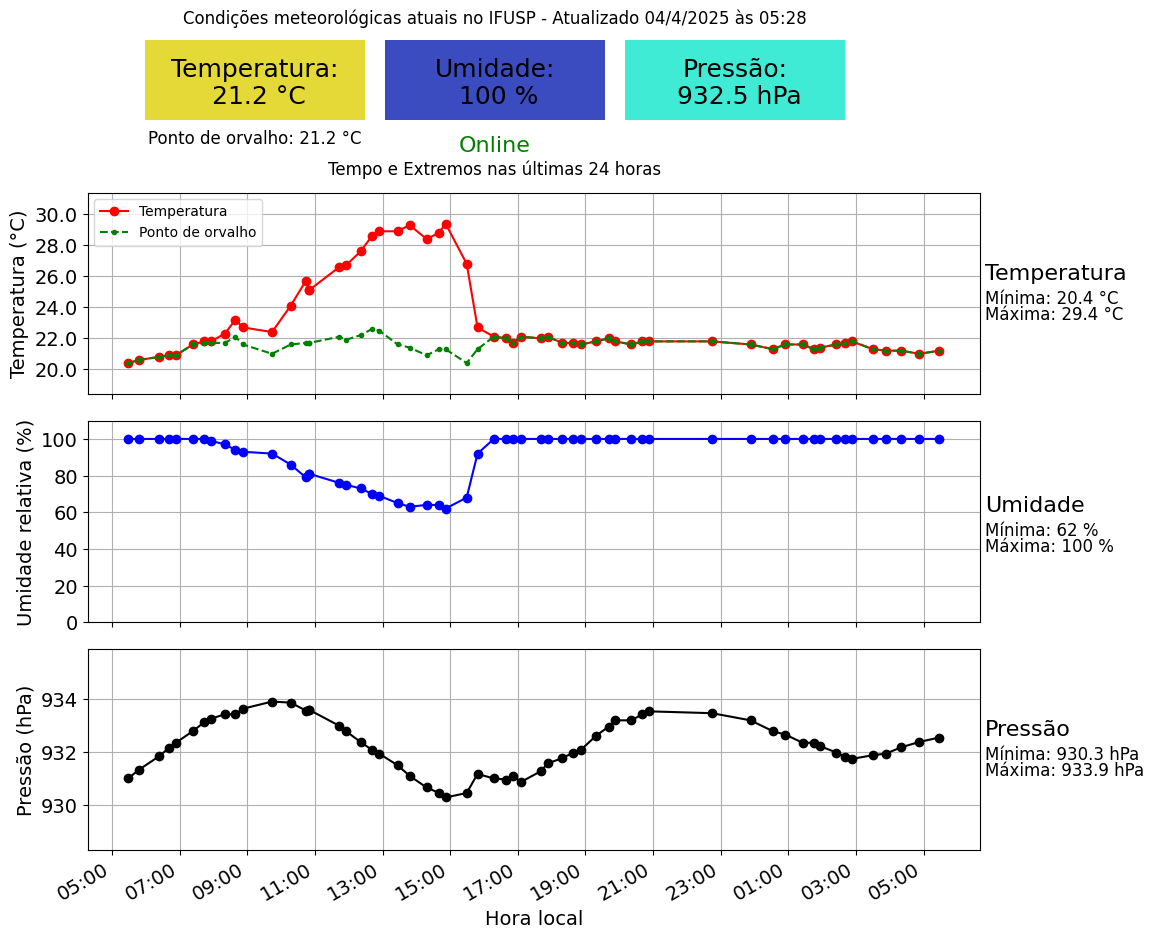 Condições meteorológicas atuais no IFUSP - Atualizado 04/4/2025 às 05:28
Temperatura:
21.2 °C
Umidade:
100 %
Pressão:
932.5 hPa
Ponto de orvalho: 21.2 °C
Online
Tempo e Extremos nas últimas 24 horas
Temperatura (°C)
30.0
28.0
26.0
24.0
22.0
20.0
Temperatura
Ponto de orvalho
Temperatura
Mínima: 20.4 °C
Máxima: 29.4 °C
Umidade relativa (%)
100
80
60
40
20
0
Umidade
Mínima: 62 %
Máxima: 100 %
Pressão (hPa)
934
932
930
Pressão
Mínima: 930.3 hPa
Máxima: 933.9 hPa
05:00
07:00
09:00
11:00
13:00
15:00
17:00
19:00
21:00
23:00
01:00
03:00
05:00
Hora local